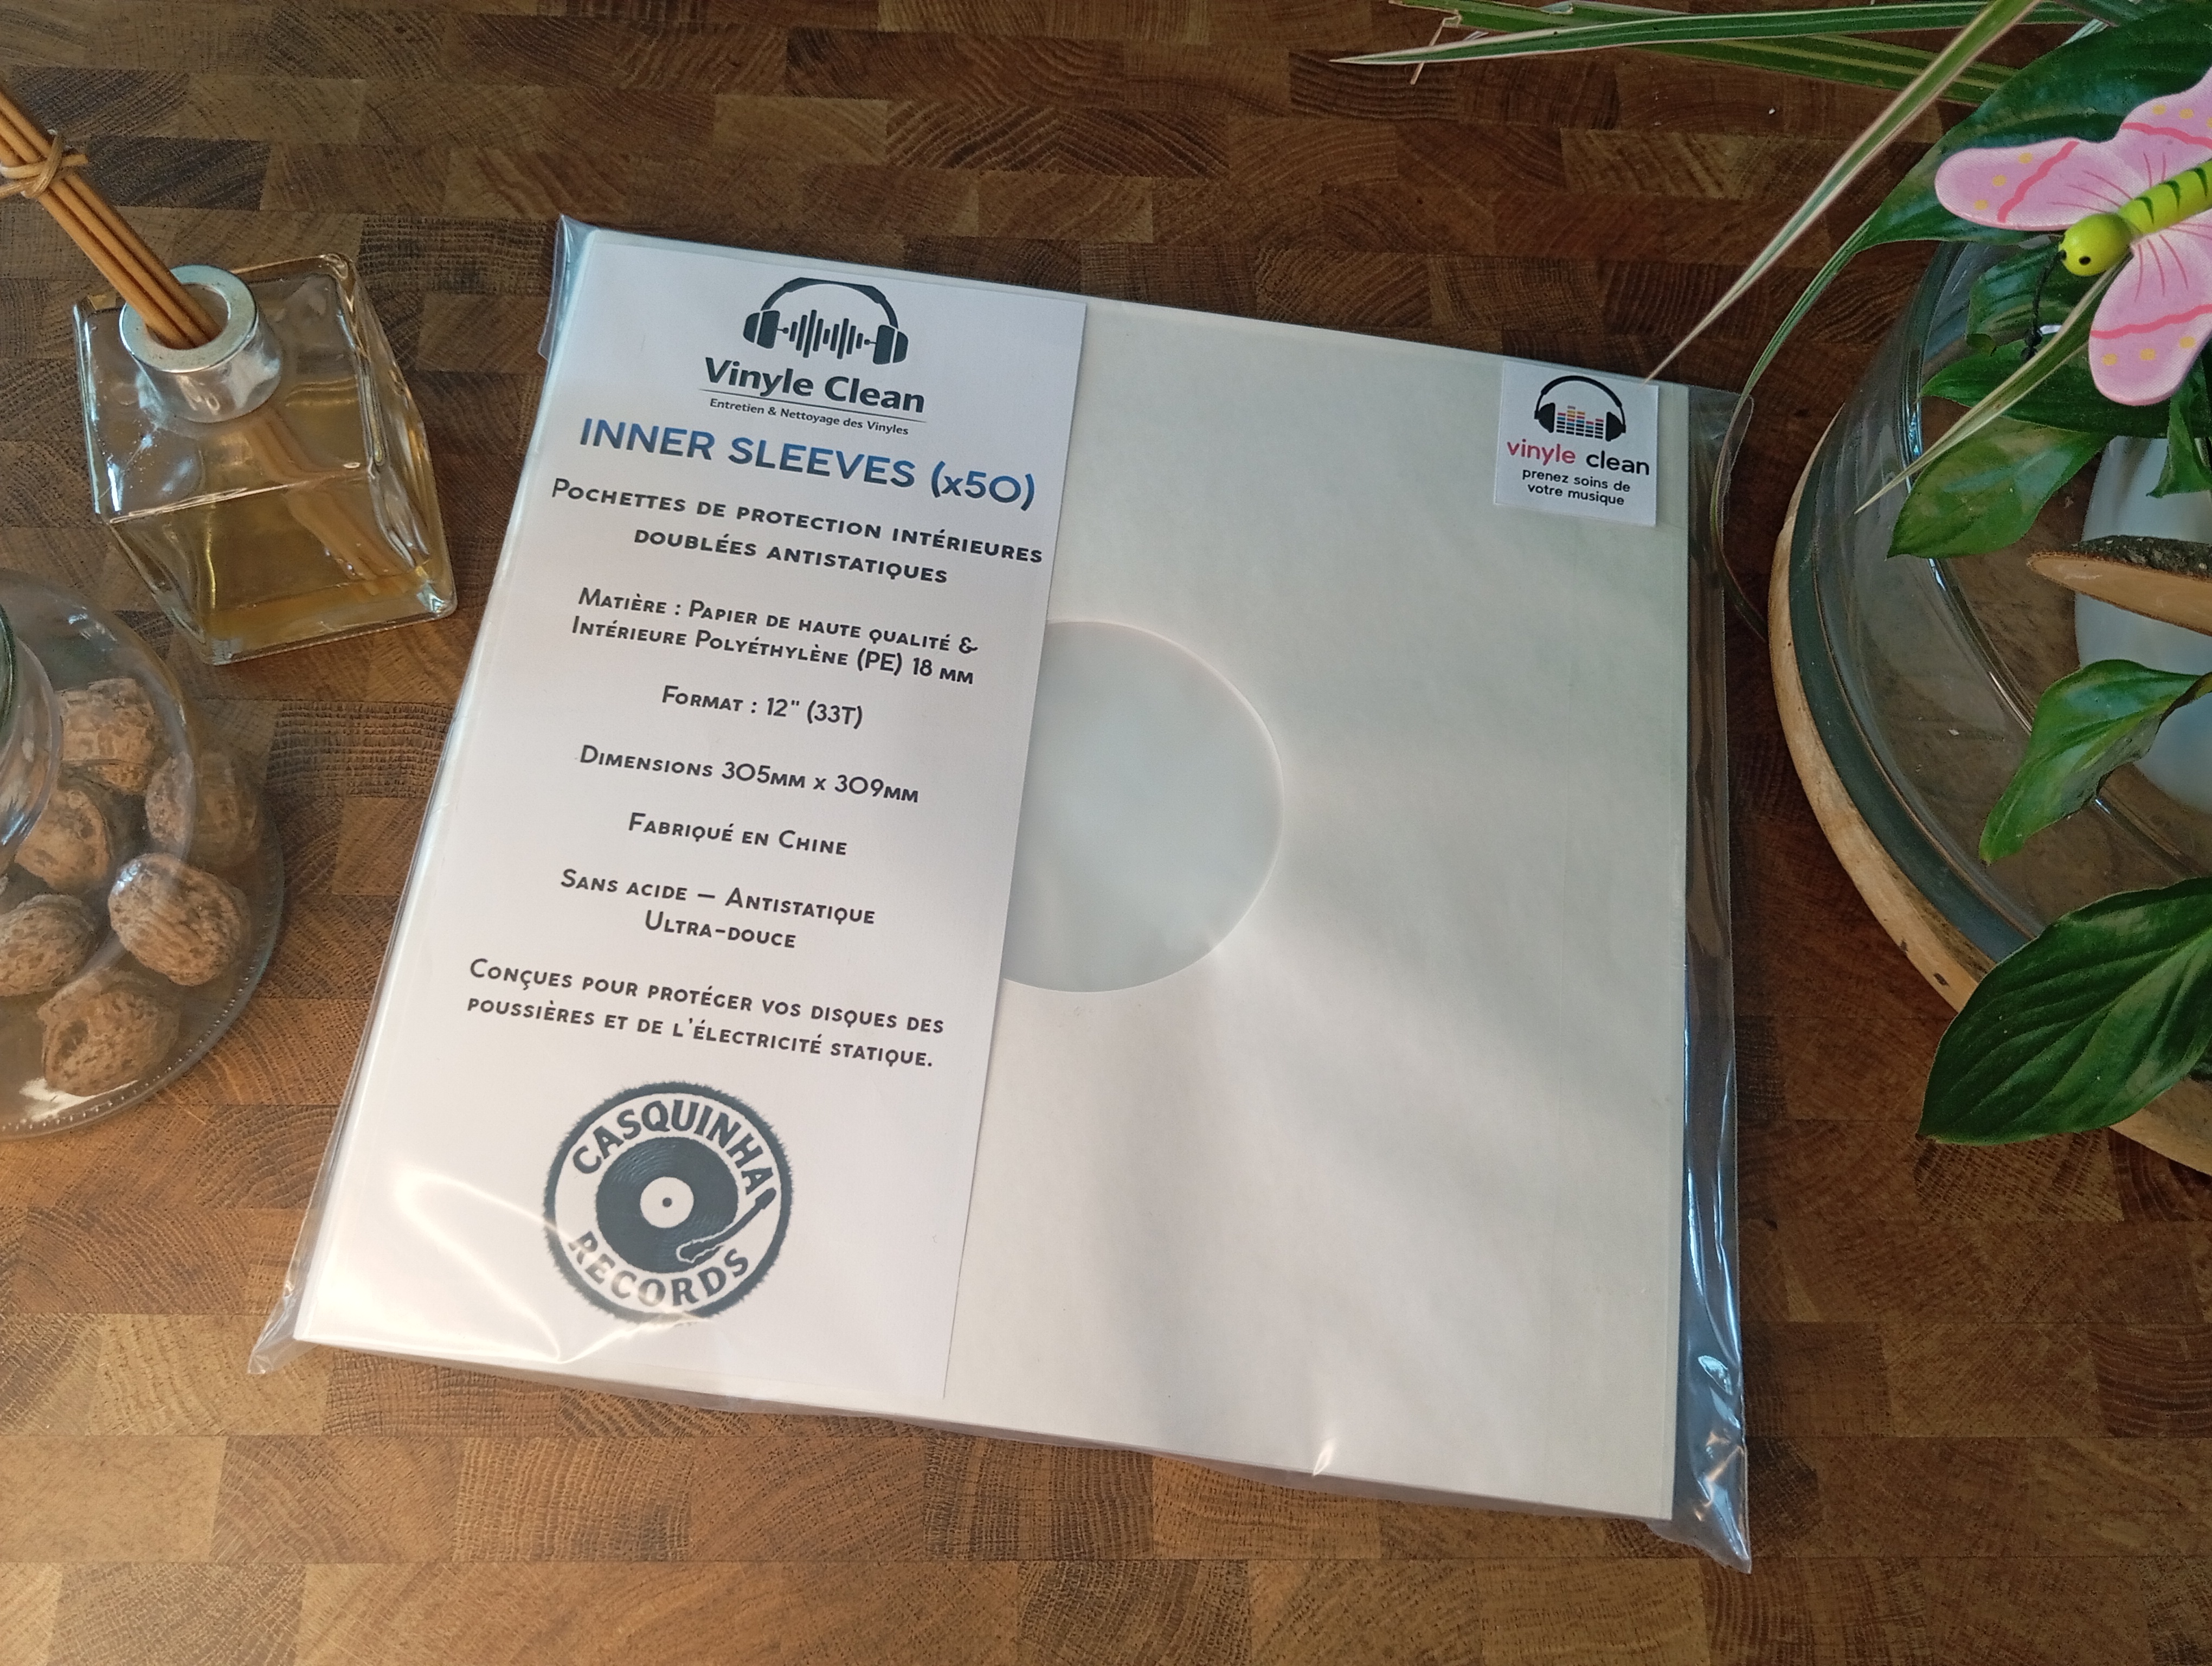 Vinyle Clean
Entretien & Nettoyage des Vinyles
INNER SLEEVES (x50)
Pochettes de protection intérieures
doublées antistatiques
Matière : Papier de haute qualité &
Intérieure Polyéthylène (PE) 18 mm
Format : 12" (33T)
Dimensions 305mm x 309mm
Fabriqué en Chine
Sans acide – Antistatique
Ultra-douce
Conçues pour protéger vos disques des
poussières et de l'électricité statique.
CASQUINHA
RECORDS
vinyle clean
prenez soins de
votre musique